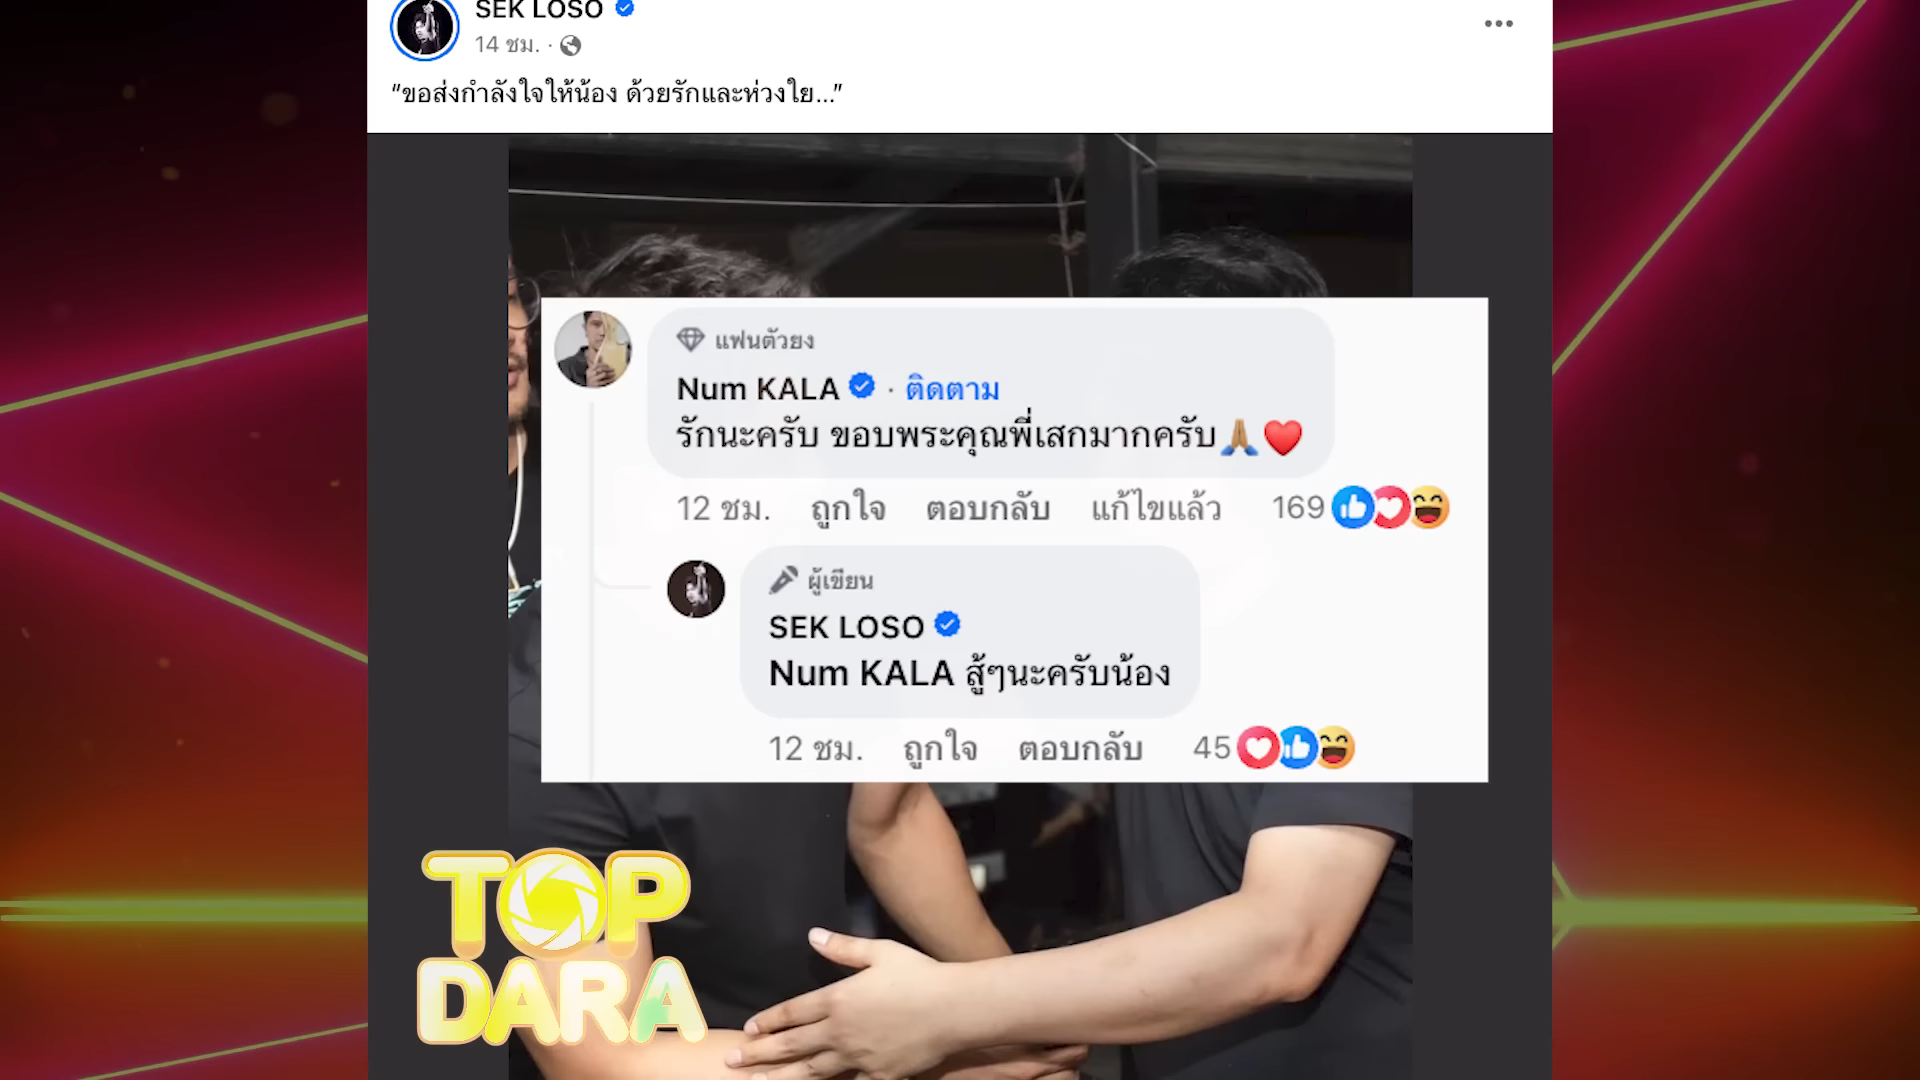 SEK LOSO
14 ชม. ·
“ขอส่งกำลังใจให้น้อง ด้วยรักและห่วงใย...”
แฟนตัวยง
Num KALA · ติดตาม
รักนะครับ ขอบพระคุณพี่เสกมากครับ🙏🏽❤️
12 ชม. ถูกใจ ตอบกลับ แก้ไขแล้ว 169
ผู้เขียน
SEK LOSO
Num KALA สู้ๆนะครับน้อง
12 ชม. ถูกใจ ตอบกลับ 45
TOP
DARA